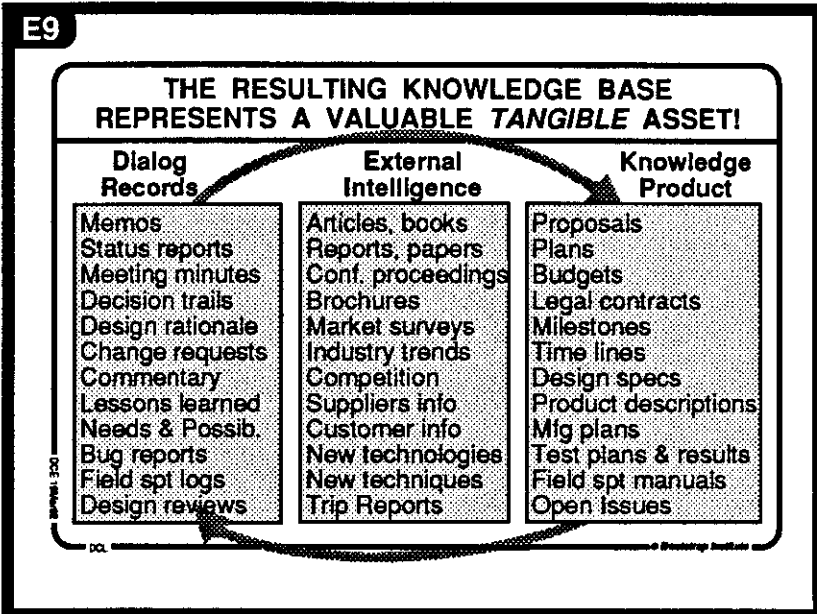 E9
THE RESULTING KNOWLEDGE BASE
REPRESENTS A VALUABLE TANGIBLE ASSET!
Dialog
Records
Memos
Status reports
Meeting minutes
Decision trails
Design rationale
Change requests
Commentary
Lessons learned
Needs & Possib.
Bug reports
Field spt logs
Design reviews
External
Intelligence
Articles, books
Reports, papers
Conf. proceedings
Brochures
Market surveys
Industry trends
Competition
Suppliers info
Customer info
New technologies
New techniques
Trip Reports
Knowledge
Product
Proposals
Plans
Budgets
Legal contracts
Milestones
Time lines
Design specs
Product descriptions
Mfg plans
Test plans & results
Field spt manuals
Open Issues
DCE
DCL
© Bootstrap Institute